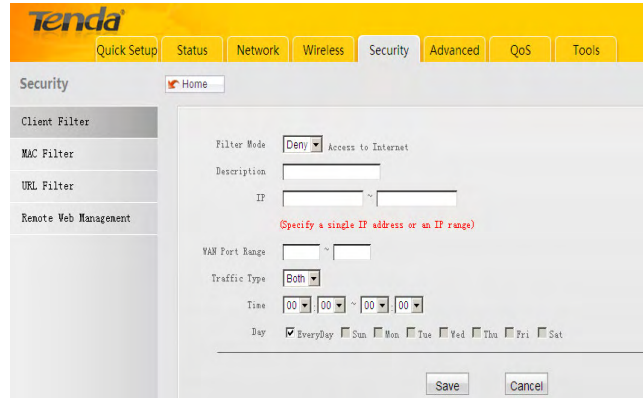 Tenda
Quick Setup Status Network Wireless Security Advanced QoS Tools
Security Home
Client Filter
MAC Filter
URL Filter
Remote Web Management
Filter Mode Deny Access to Internet
Description
IP ~
(Specify a single IP address or an IP range)
WAN Port Range ~
Traffic Type Both
Time 00 : 00 ~ 00 : 00
Day EveryDay Sun Mon Tue Wed Thu Fri Sat
Save Cancel